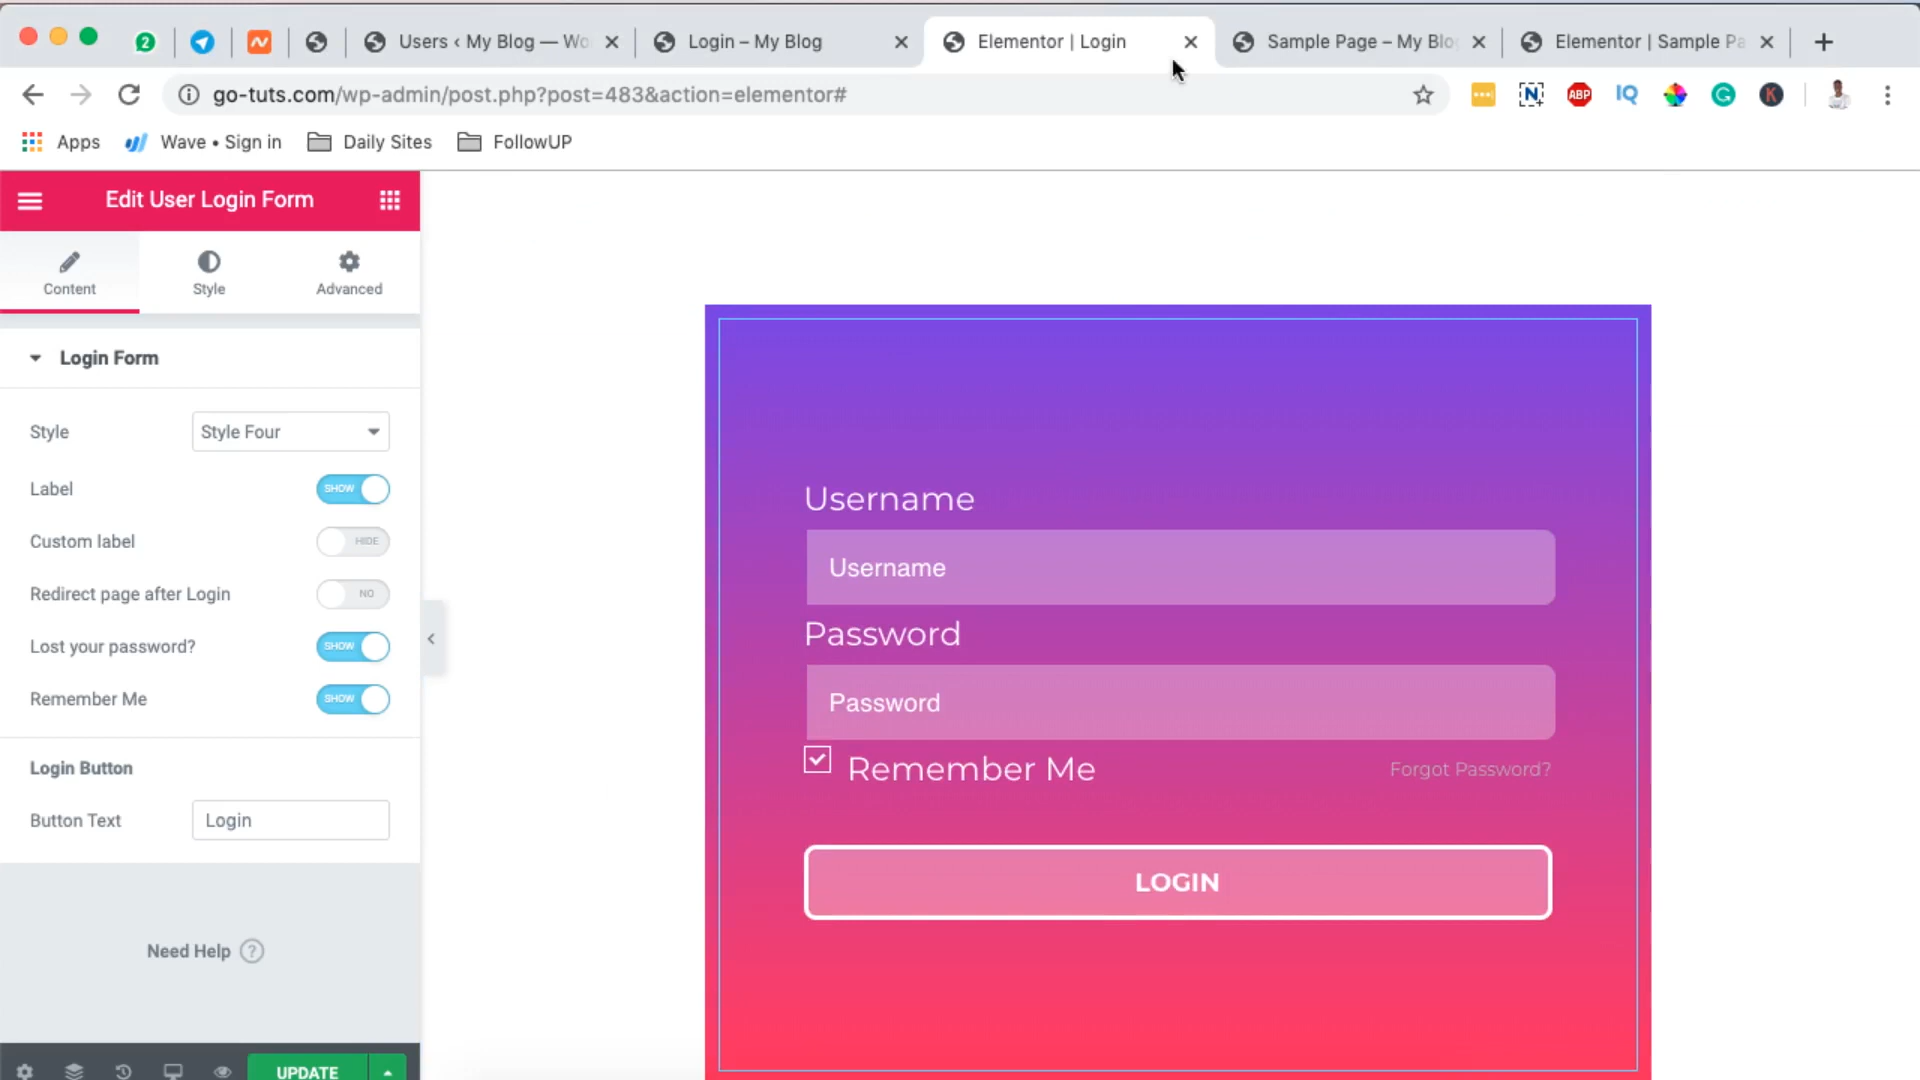 2
Users ‹ My Blog — Wo
Login – My Blog
Elementor | Login
Sample Page – My Blo
Elementor | Sample Pa
go-tuts.com/wp-admin/post.php?post=483&action=elementor#
N
ABP
IQ
G
K
Apps
Wave • Sign in
Daily Sites
FollowUP
Edit User Login Form
Content
Style
Advanced
Login Form
Style
Style Four
Label
SHOW
Custom label
HIDE
Redirect page after Login
NO
Lost your password?
SHOW
Remember Me
SHOW
Login Button
Button Text
Login
Need Help ?
UPDATE
Username
Username
Password
Password
Remember Me
Forgot Password?
LOGIN